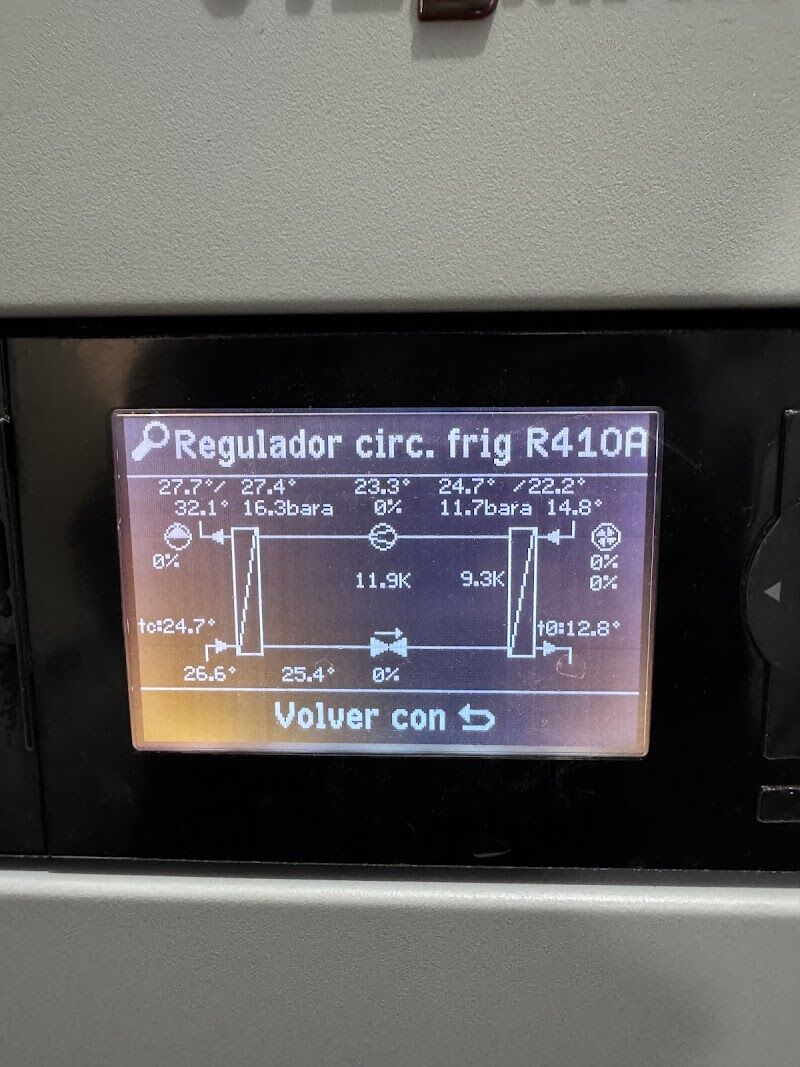 Regulador circ. frig R410A
27.7°/ 27.4° 23.3° 24.7° /22.2°
32.1° 16.3bara 0% 11.7bara 14.8°
0% 0%
11.9K 9.3K 0%
tc:24.7° t0:12.8°
26.6° 25.4° 0%
Volver con